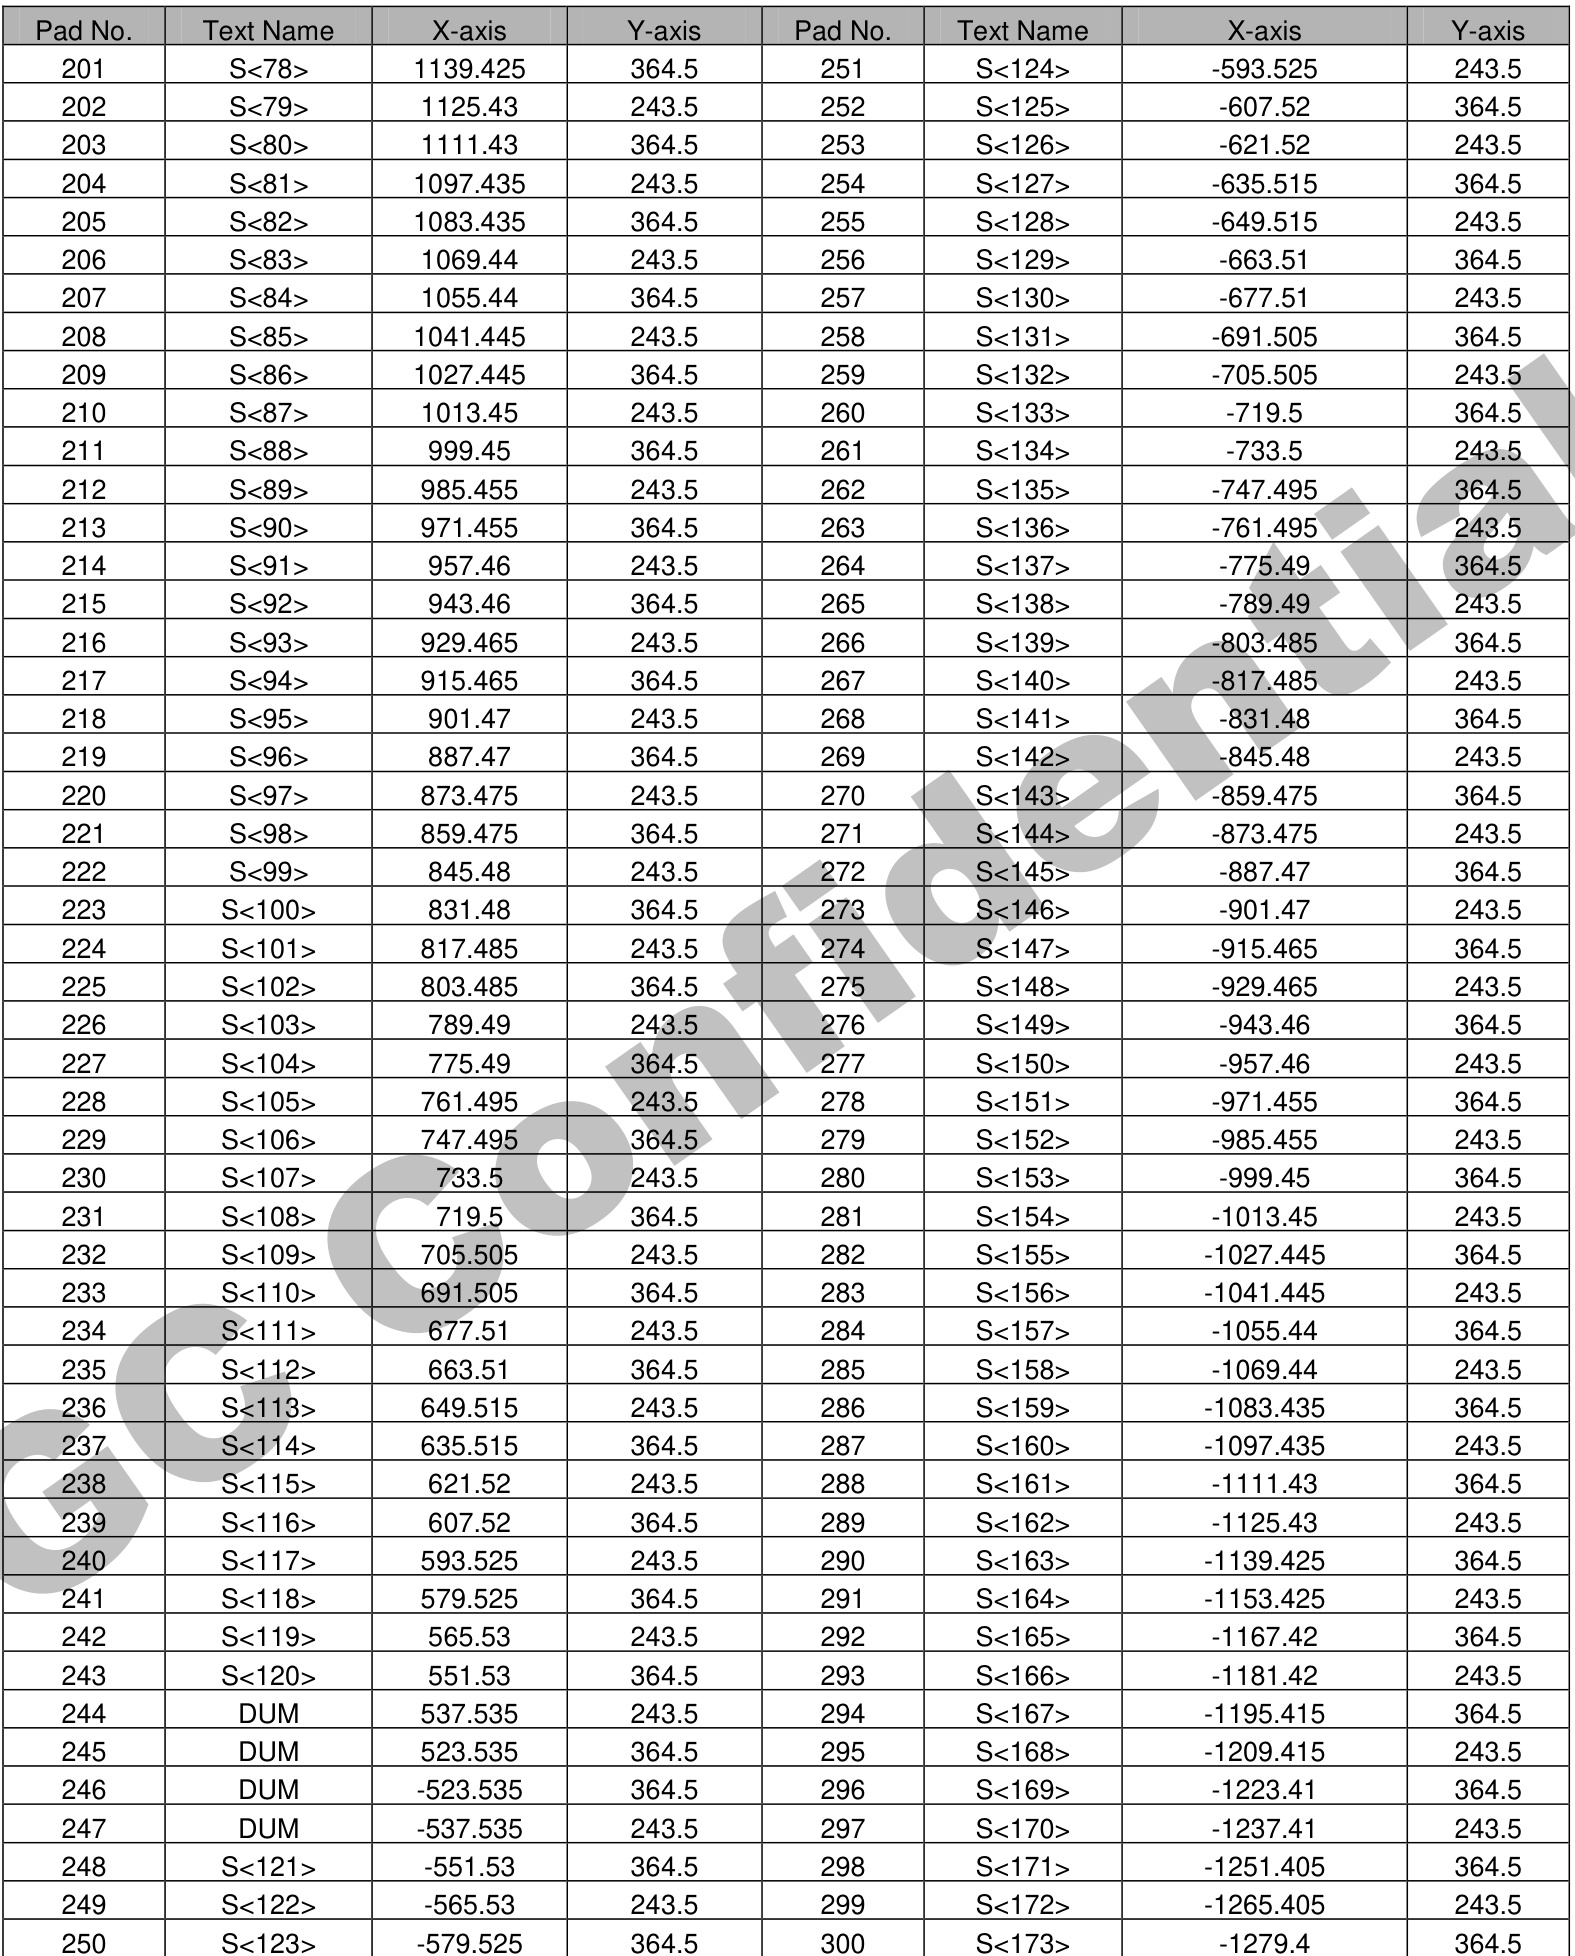 Pad No. Text Name X-axis Y-axis Pad No. Text Name X-axis Y-axis
201 S<78> 1139.425 364.5 251 S<124> -593.525 243.5
202 S<79> 1125.43 243.5 252 S<125> -607.52 364.5
203 S<80> 1111.43 364.5 253 S<126> -621.52 243.5
204 S<81> 1097.435 243.5 254 S<127> -635.515 364.5
205 S<82> 1083.435 364.5 255 S<128> -649.515 243.5
206 S<83> 1069.44 243.5 256 S<129> -663.51 364.5
207 S<84> 1055.44 364.5 257 S<130> -677.51 243.5
208 S<85> 1041.445 243.5 258 S<131> -691.505 364.5
209 S<86> 1027.445 364.5 259 S<132> -705.505 243.5
210 S<87> 1013.45 243.5 260 S<133> -719.5 364.5
211 S<88> 999.45 364.5 261 S<134> -733.5 243.5
212 S<89> 985.455 243.5 262 S<135> -747.495 364.5
213 S<90> 971.455 364.5 263 S<136> -761.495 243.5
214 S<91> 957.46 243.5 264 S<137> -775.49 364.5
215 S<92> 943.46 364.5 265 S<138> -789.49 243.5
216 S<93> 929.465 243.5 266 S<139> -803.485 364.5
217 S<94> 915.465 364.5 267 S<140> -817.485 243.5
218 S<95> 901.47 243.5 268 S<141> -831.48 364.5
219 S<96> 887.47 364.5 269 S<142> -845.48 243.5
220 S<97> 873.475 243.5 270 S<143> -859.475 364.5
221 S<98> 859.475 364.5 271 S<144> -873.475 243.5
222 S<99> 845.48 243.5 272 S<145> -887.47 364.5
223 S<100> 831.48 364.5 273 S<146> -901.47 243.5
224 S<101> 817.485 243.5 274 S<147> -915.465 364.5
225 S<102> 803.485 364.5 275 S<148> -929.465 243.5
226 S<103> 789.49 243.5 276 S<149> -943.46 364.5
227 S<104> 775.49 364.5 277 S<150> -957.46 243.5
228 S<105> 761.495 243.5 278 S<151> -971.455 364.5
229 S<106> 747.495 364.5 279 S<152> -985.455 243.5
230 S<107> 733.5 243.5 280 S<153> -999.45 364.5
231 S<108> 719.5 364.5 281 S<154> -1013.45 243.5
232 S<109> 705.505 243.5 282 S<155> -1027.445 364.5
233 S<110> 691.505 364.5 283 S<156> -1041.445 243.5
234 S<111> 677.51 243.5 284 S<157> -1055.44 364.5
235 S<112> 663.51 364.5 285 S<158> -1069.44 243.5
236 S<113> 649.515 243.5 286 S<159> -1083.435 364.5
237 S<114> 635.515 364.5 287 S<160> -1097.435 243.5
238 S<115> 621.52 243.5 288 S<161> -1111.43 364.5
239 S<116> 607.52 364.5 289 S<162> -1125.43 243.5
240 S<117> 593.525 243.5 290 S<163> -1139.425 364.5
241 S<118> 579.525 364.5 291 S<164> -1153.425 243.5
242 S<119> 565.53 243.5 292 S<165> -1167.42 364.5
243 S<120> 551.53 364.5 293 S<166> -1181.42 243.5
244 DUM 537.535 243.5 294 S<167> -1195.415 364.5
245 DUM 523.535 364.5 295 S<168> -1209.415 243.5
246 DUM -523.535 364.5 296 S<169> -1223.41 364.5
247 DUM -537.535 243.5 297 S<170> -1237.41 243.5
248 S<121> -551.53 364.5 298 S<171> -1251.405 364.5
249 S<122> -565.53 243.5 299 S<172> -1265.405 243.5
250 S<123> -579.525 364.5 300 S<173> -1279.4 364.5
GC Confidential